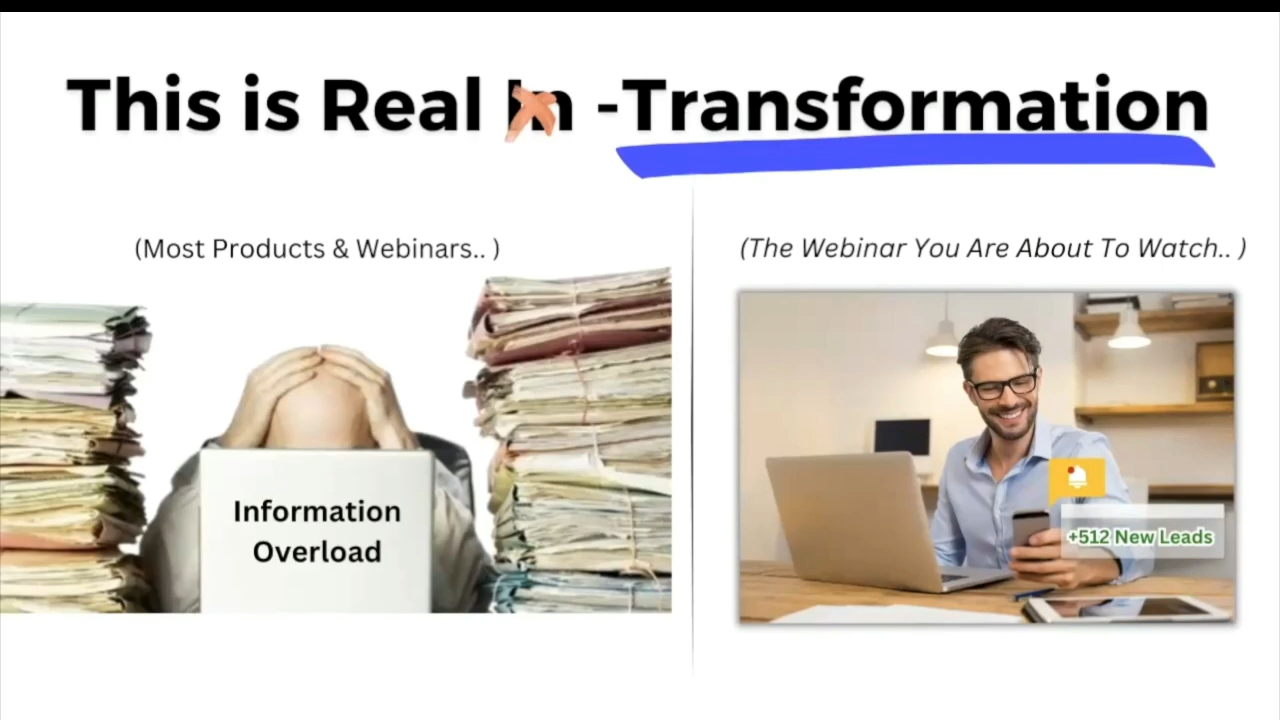 This is Real In -Transformation
(Most Products & Webinars.. )
(The Webinar You Are About To Watch.. )
Information
Overload
+512 New Leads